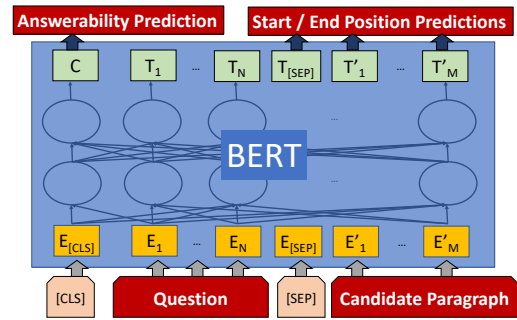 Answerability Prediction Start / End Position Predictions
C T1 ... TN T[SEP] T'1 ... T'M
...
BERT
...
E[CLS] E1 ... EN E[SEP] E'1 ... E'M
[CLS] Question [SEP] Candidate Paragraph